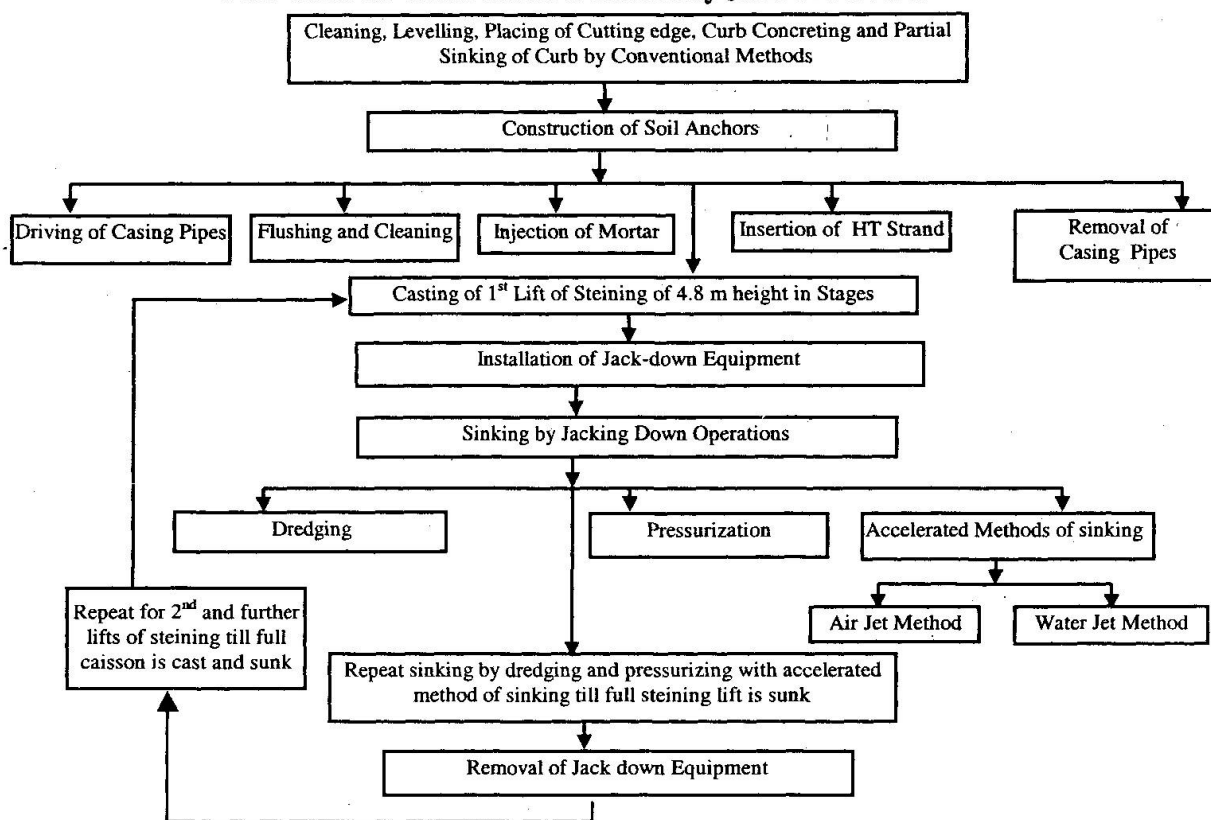 Cleaning, Levelling, Placing of Cutting edge, Curb Concreting and Partial
Sinking of Curb by Conventional Methods
Construction of Soil Anchors
Driving of Casing Pipes
Flushing and Cleaning
Injection of Mortar
Insertion of HT Strand
Removal of
Casing Pipes
Casting of 1st Lift of Steining of 4.8 m height in Stages
Installation of Jack-down Equipment
Sinking by Jacking Down Operations
Dredging
Pressurization
Accelerated Methods of sinking
Air Jet Method
Water Jet Method
Repeat for 2nd and further
lifts of steining till full
caisson is cast and sunk
Repeat sinking by dredging and pressurizing with accelerated
method of sinking till full steining lift is sunk
Removal of Jack down Equipment